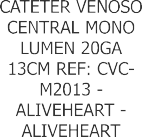 CATETER VENOSO
CENTRAL MONO
LUMEN 20GA
13CM REF: CVC-
M2013 -
ALIVEHEART -
ALIVEHEART